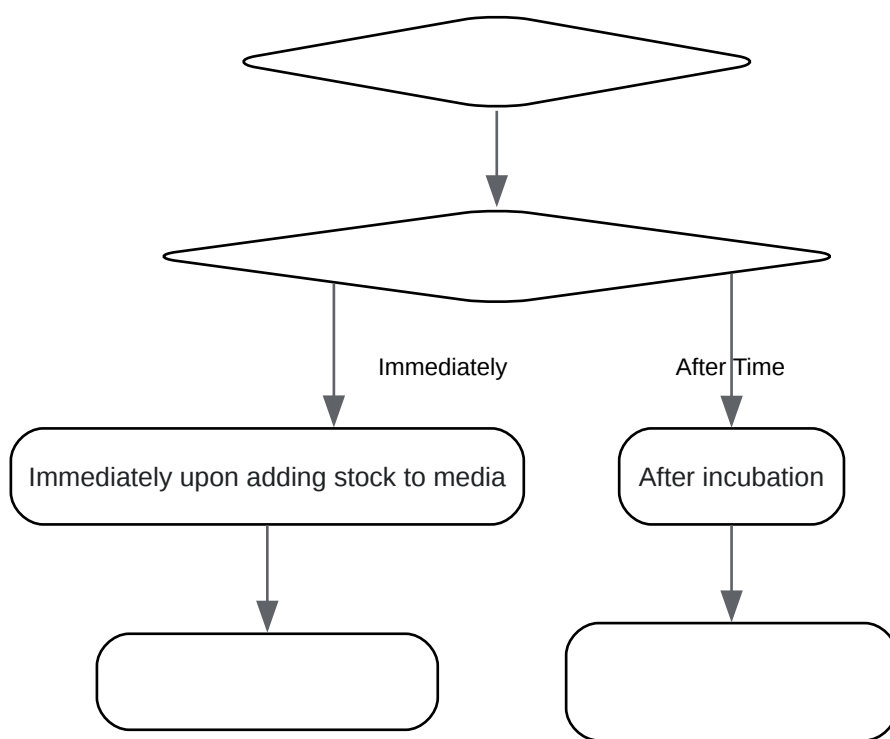 Immediately
After Time
Immediately upon adding stock to media
After incubation